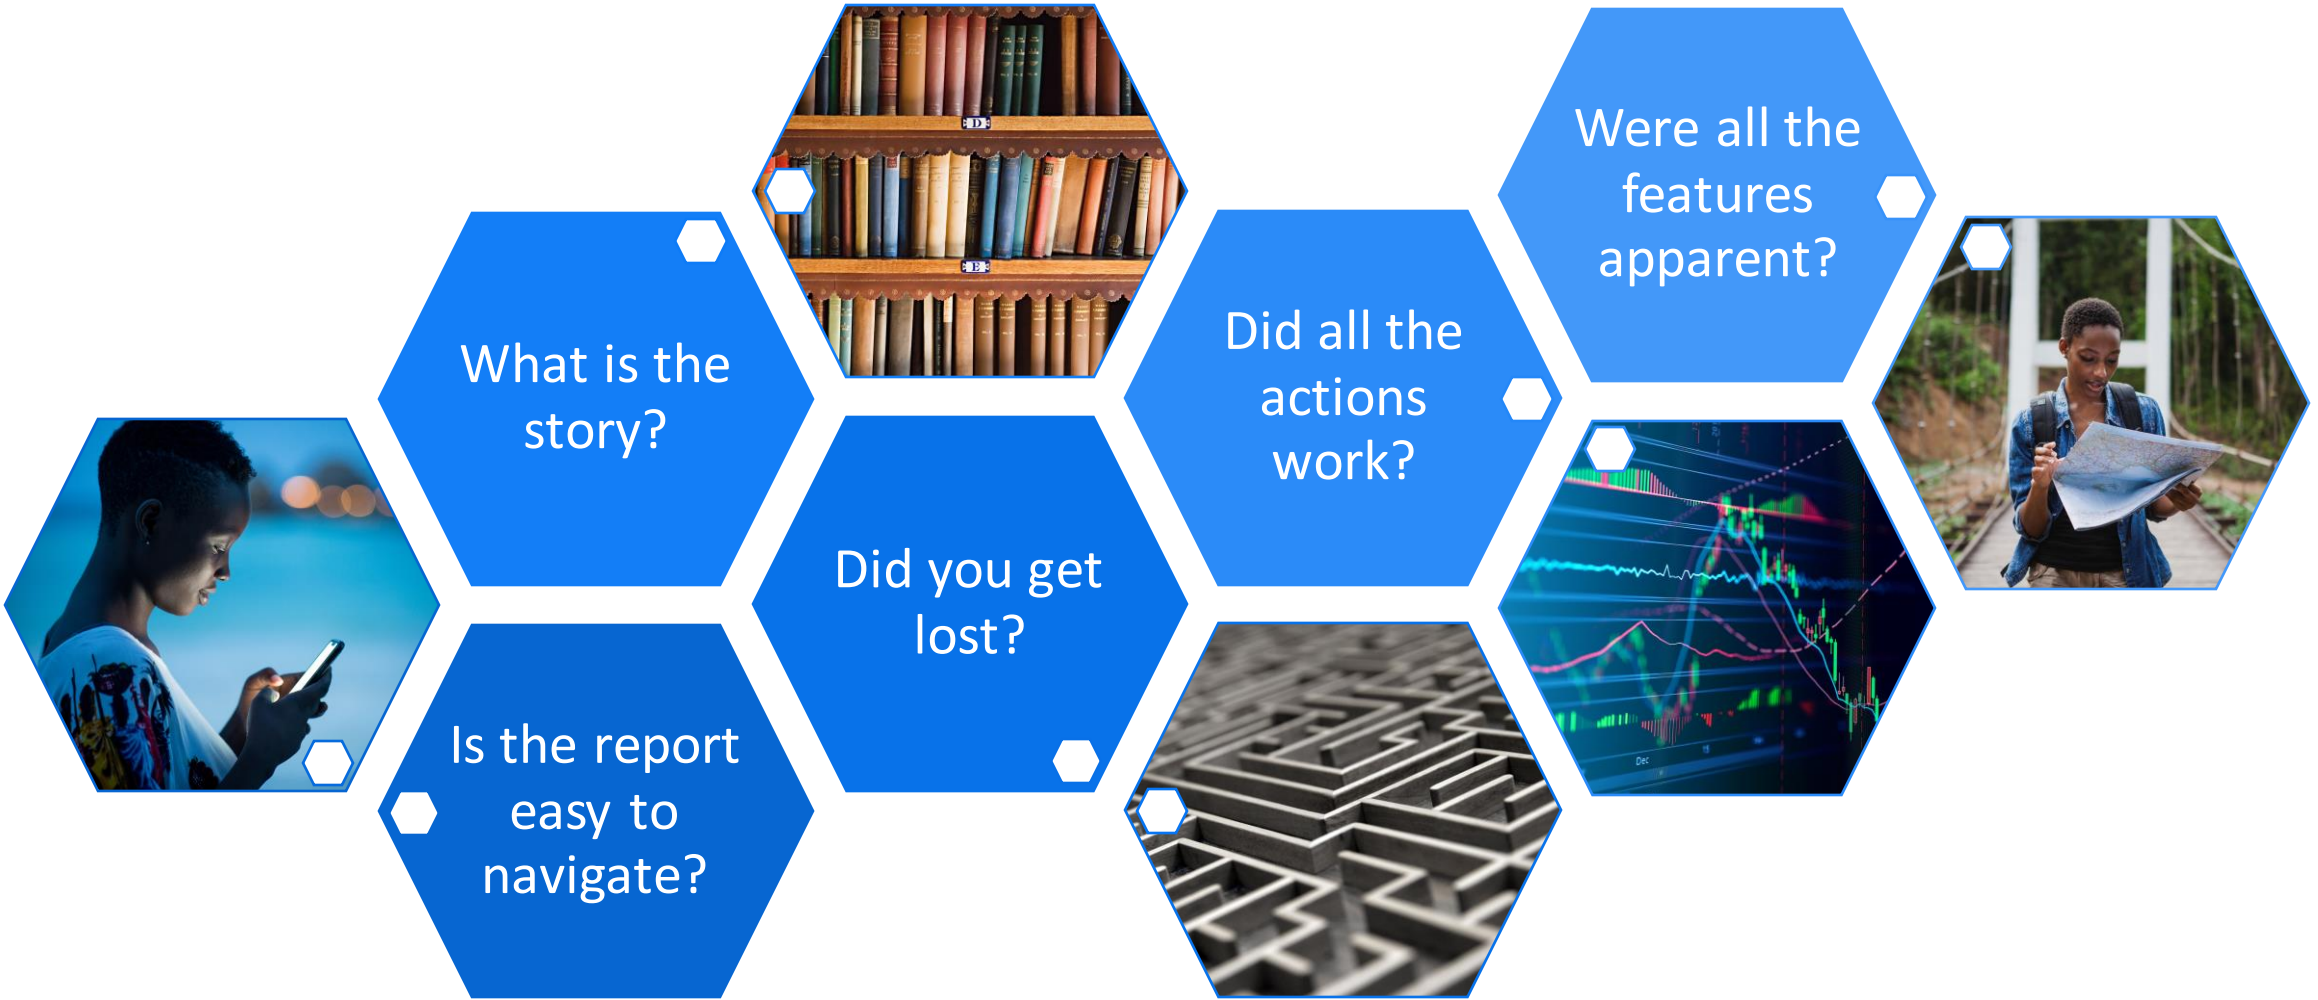 What is the
story?
Is the report
easy to
navigate?
D
E
Did you get
lost?
Did all the
actions
work?
Were all the
features
apparent?
Dec